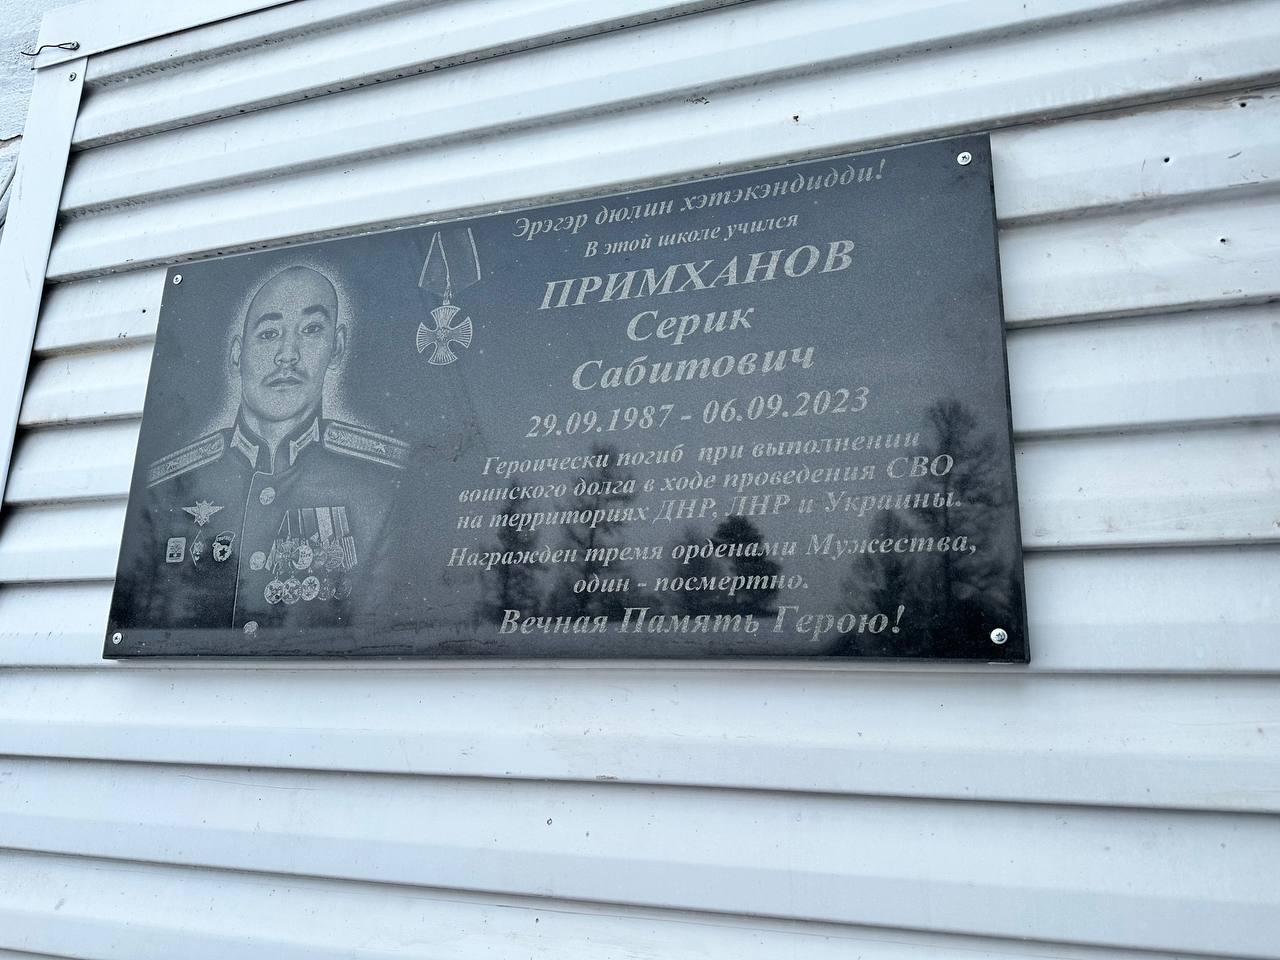 Эрэгэр дюлин хэтэкэндидди!
В этой школе учился
ПРИМХАНОВ
Серик
Сабитович
29.09.1987 - 06.09.2023
Героически погиб при выполнении
воинского долга в ходе проведения СВО
на территориях ДНР, ЛНР и Украины.
Награжден тремя орденами Мужества,
один - посмертно.
Вечная Память Герою!